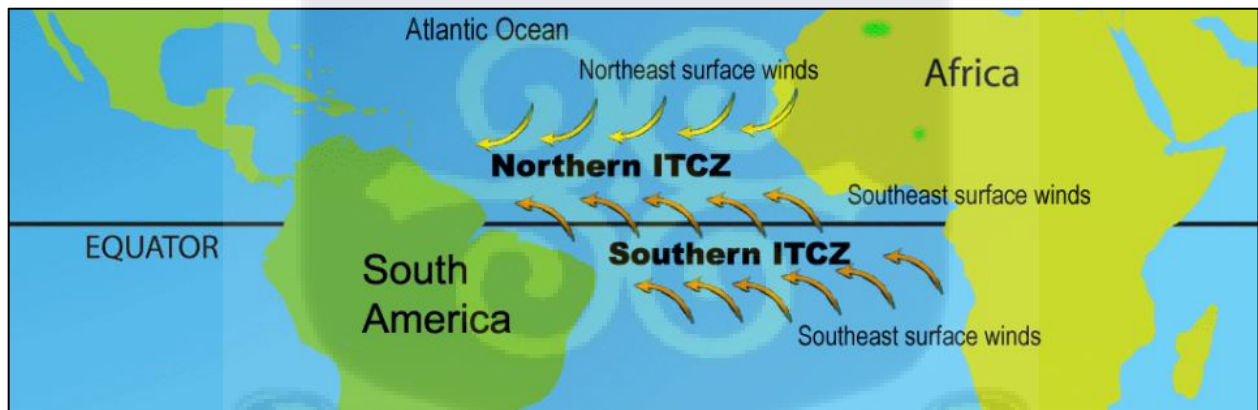 Atlantic Ocean
Northeast surface winds
Africa
Northern ITCZ
Southeast surface winds
EQUATOR
Southern ITCZ
South
America
Southeast surface winds